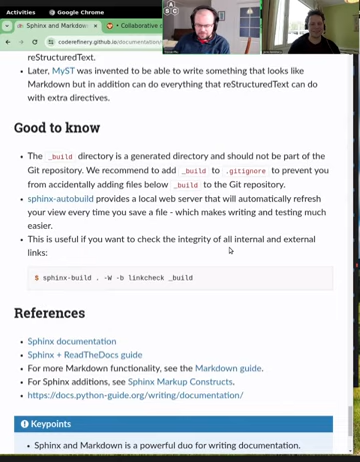 Activities
Google Chrome
Sphinx and Markdow
Collaborative
coderefinery.github.io/documentation/
reStructuredText.
• Later, MyST was invented to be able to write something that looks like
Markdown but in addition can do everything that reStructuredText can do
with extra directives.
Good to know
• The _build directory is a generated directory and should not be part of the
Git repository. We recommend to add _build to .gitignore to prevent you
from accidentally adding files below _build to the Git repository.
• sphinx-autobuild provides a local web server that will automatically refresh
your view every time you save a file - which makes writing and testing much
easier.
• This is useful if you want to check the integrity of all internal and external
links:
$ sphinx-build . -W -b linkcheck _build
References
• Sphinx documentation
• Sphinx + ReadTheDocs guide
• For more Markdown functionality, see the Markdown guide.
• For Sphinx additions, see Sphinx Markup Constructs.
• https://docs.python-guide.org/writing/documentation/
Keypoints
• Sphinx and Markdown is a powerful duo for writing documentation.